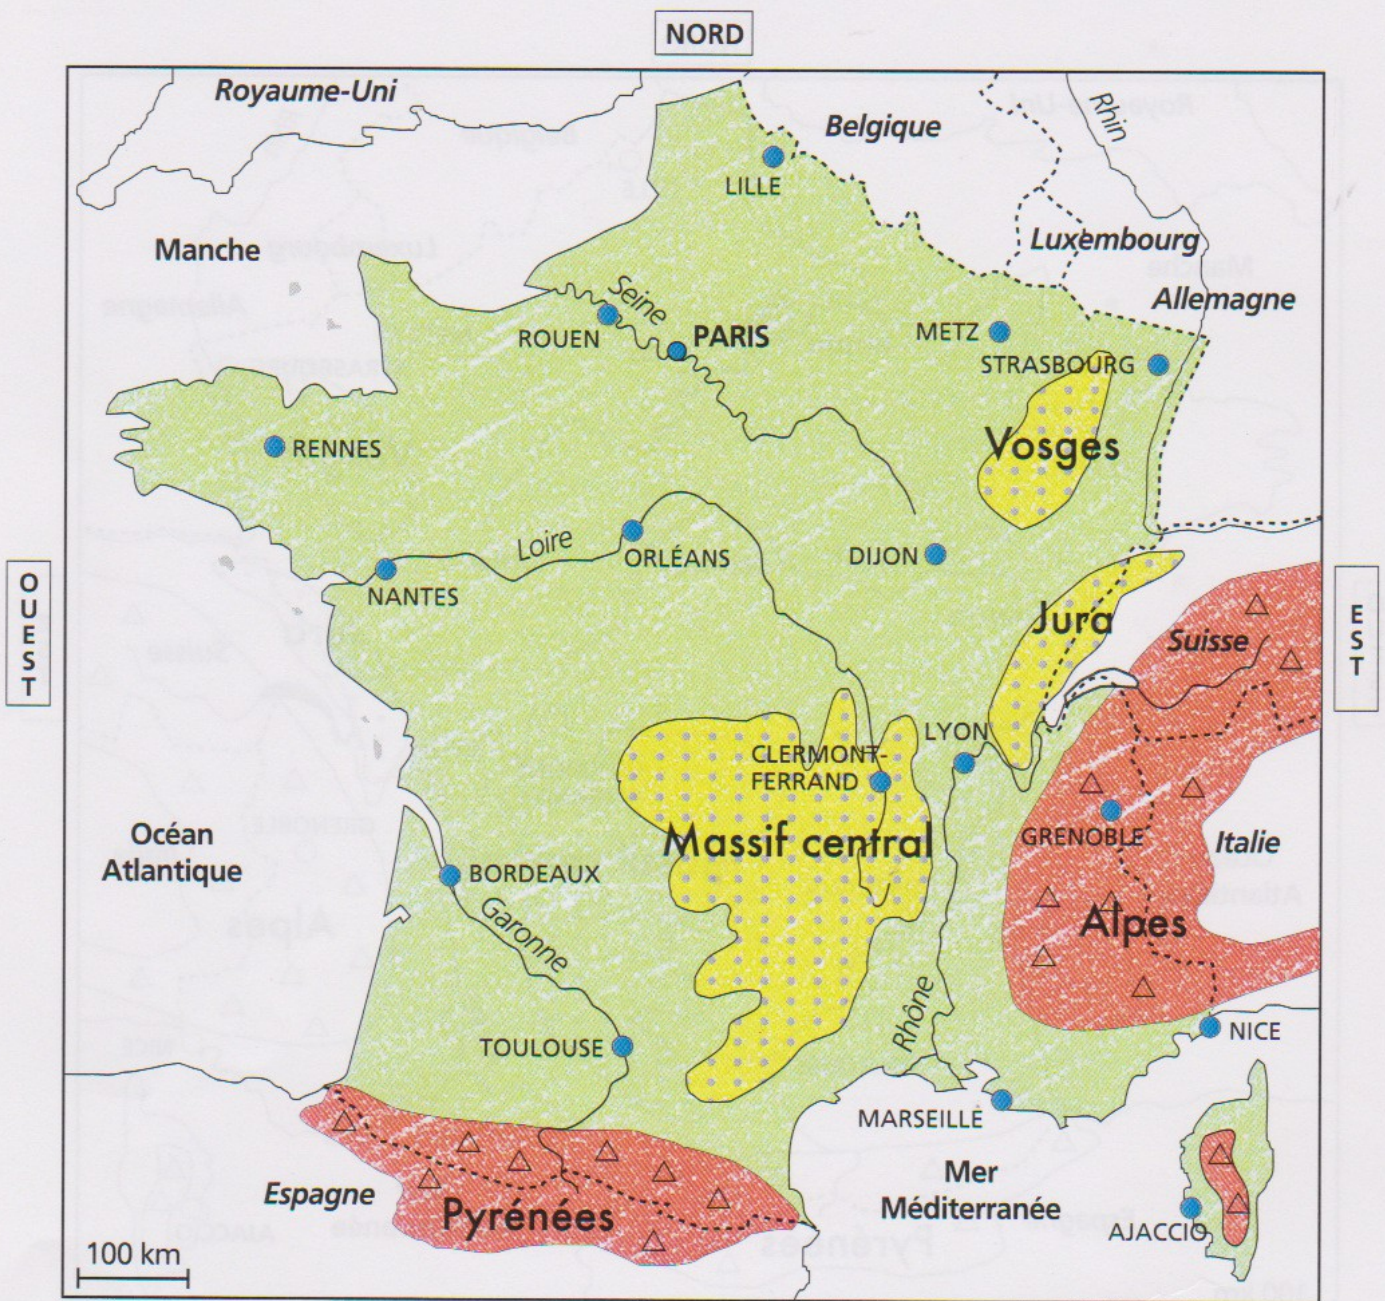 NORD
Royaume-Uni
Belgique
Rhin
LILLE
Manche
Luxembourg
Allemagne
Seine
ROUEN
PARIS
METZ
STRASBOURG
RENNES
Vosges
Loire
ORLÉANS
DIJON
NANTES
OUEST
EST
Jura
Suisse
LYON
CLERMONT-
FERRAND
Massif central
GRENOBLE
Italie
Océan
Atlantique
BORDEAUX
Garonne
Alpes
Rhône
TOULOUSE
NICE
MARSEILLE
Mer
Méditerranée
Espagne
Pyrénées
AJACCIO
100 km